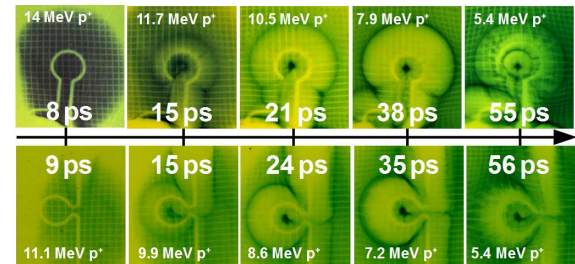 14 MeV p⁺ 11.7 MeV p⁺ 10.5 MeV p⁺ 7.9 MeV p⁺ 5.4 MeV p⁺
8 ps 15 ps 21 ps 38 ps 55 ps
9 ps 15 ps 24 ps 35 ps 56 ps
11.1 MeV p⁺ 9.9 MeV p⁺ 8.6 MeV p⁺ 7.2 MeV p⁺ 5.4 MeV p⁺